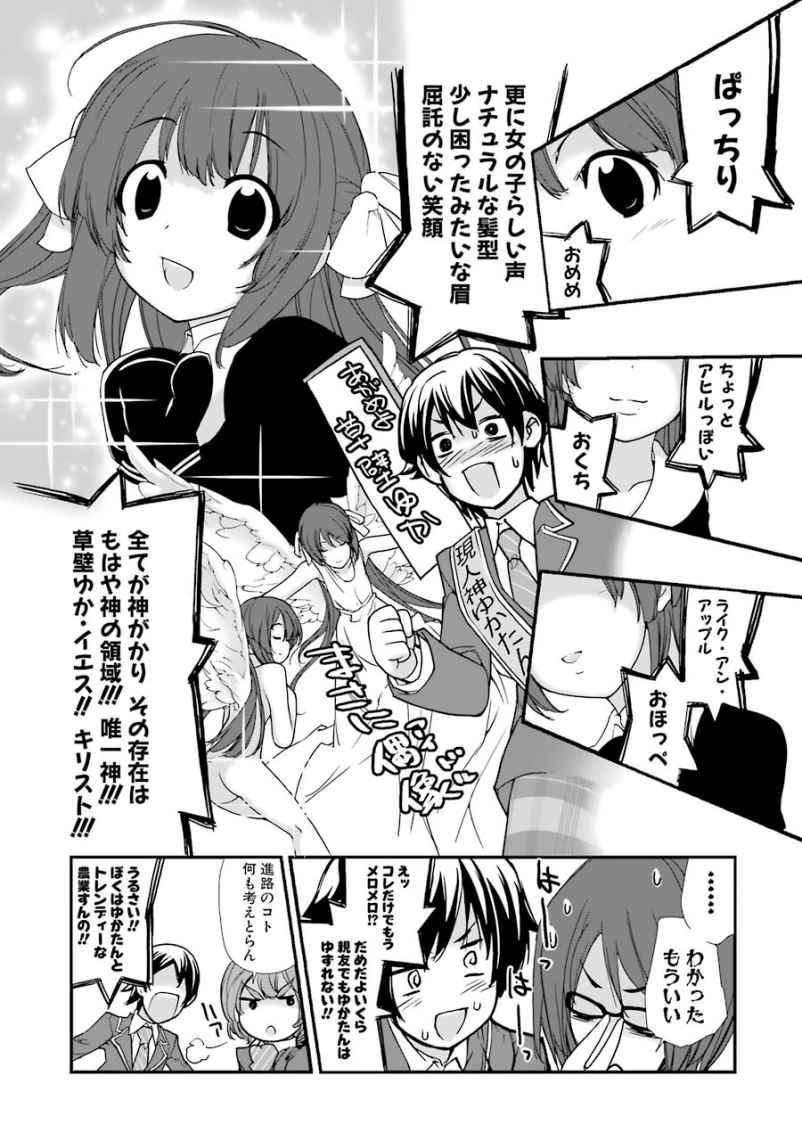 ぱっちり
おめめ
ちょっと
アヒルっぽい
おくち
ライク・アン・
アップル
おほっぺ
更に女の子らしい声
ナチュラルな髪型
少し困ったみたいな眉
屈託のない笑顔
あがめよ
草壁ゆか
現人神ゆかたん
まさに
偶像
全てが神がかり その存在は
もはや神の領域!!! 唯一神!!!
草壁ゆか・イエス!! キリスト!!!
………
わかった
もういい
はー
はー
えッ
コレだけでもう
メロメロ!?
だめだよいくら
親友でもゆかたんは
ゆずれない!!
進路のコト
何も考えとらん
うるさい!!
ぼくはゆかたんと
トレンディーな
農業すんの!!